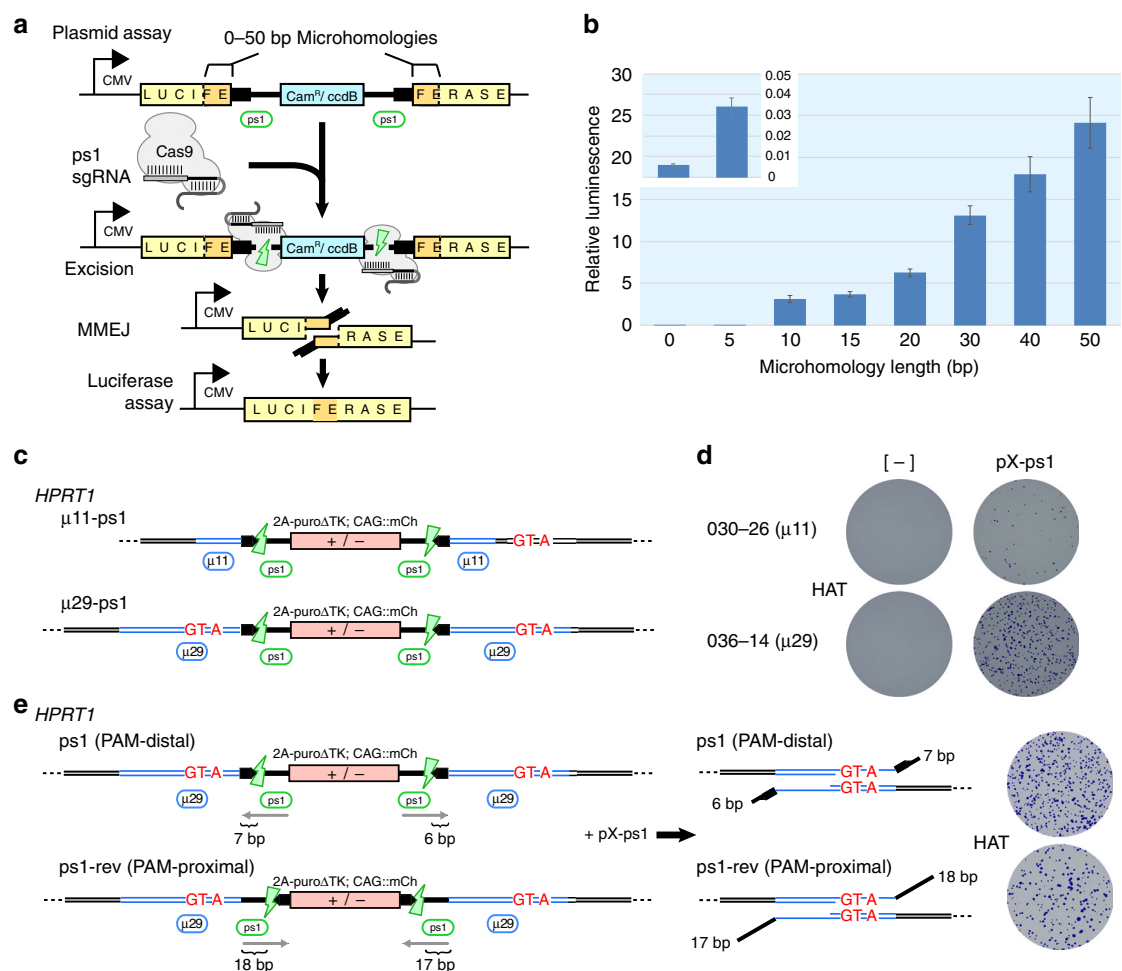 a
Plasmid assay
0–50 bp Microhomologies
CMV
L U C I F E
Cam^R/ ccdB
F E R A S E
ps1
ps1
ps1
sgRNA
Cas9
CMV
L U C I F E
Cam^R/ ccdB
F E R A S E
Excision
MMEJ
CMV
L U C I
R A S E
Luciferase
assay
CMV
L U C I F E R A S E
b
Relative luminescence
30
25
20
15
10
5
0
0.05
0.04
0.03
0.02
0.01
0
0 5 10 15 20 30 40 50
Microhomology length (bp)
c
HPRT1
μ11-ps1
2A-puroΔTK; CAG::mCh
+ / −
GT A
μ11
ps1
ps1
μ11
μ29-ps1
2A-puroΔTK; CAG::mCh
GT A
+ / −
GT A
μ29
ps1
ps1
μ29
d
[ – ]
pX-ps1
030–26 (μ11)
HAT
036–14 (μ29)
e
HPRT1
ps1 (PAM-distal)
2A-puroΔTK; CAG::mCh
GT A
+ / −
GT A
μ29
ps1
ps1
μ29
7 bp
6 bp
ps1-rev (PAM-proximal)
2A-puroΔTK; CAG::mCh
GT A
+ / −
GT A
μ29
ps1
ps1
μ29
18 bp
17 bp
+ pX-ps1
ps1 (PAM-distal)
7 bp
GT A
GT A
6 bp
HAT
ps1-rev (PAM-proximal)
18 bp
GT A
GT A
17 bp